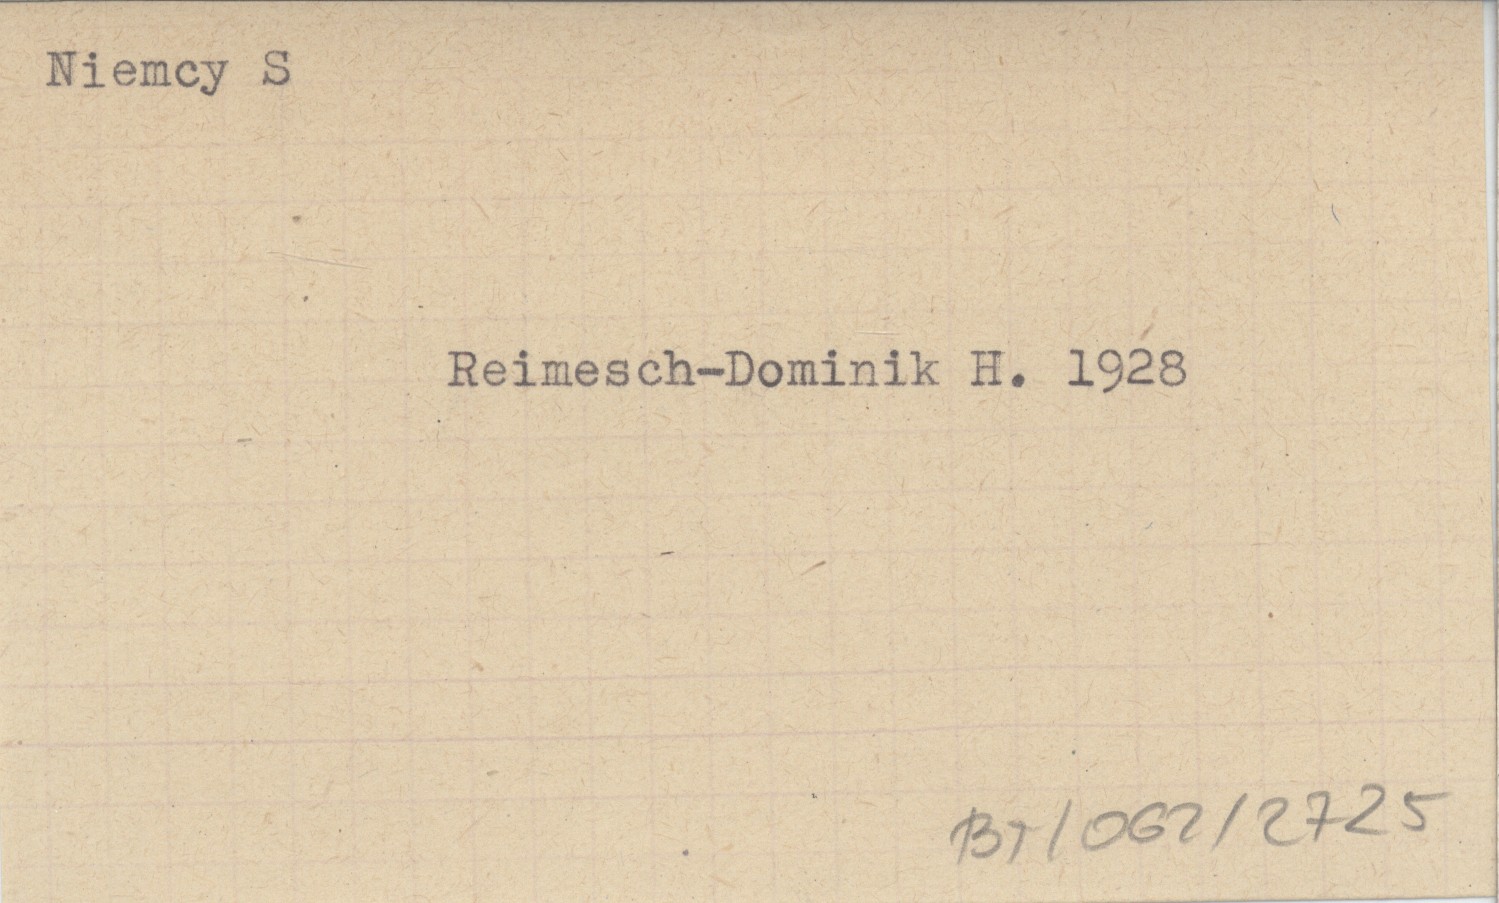 Niemcy S
Reimesch-Dominik H. 1928
BT/062/2725